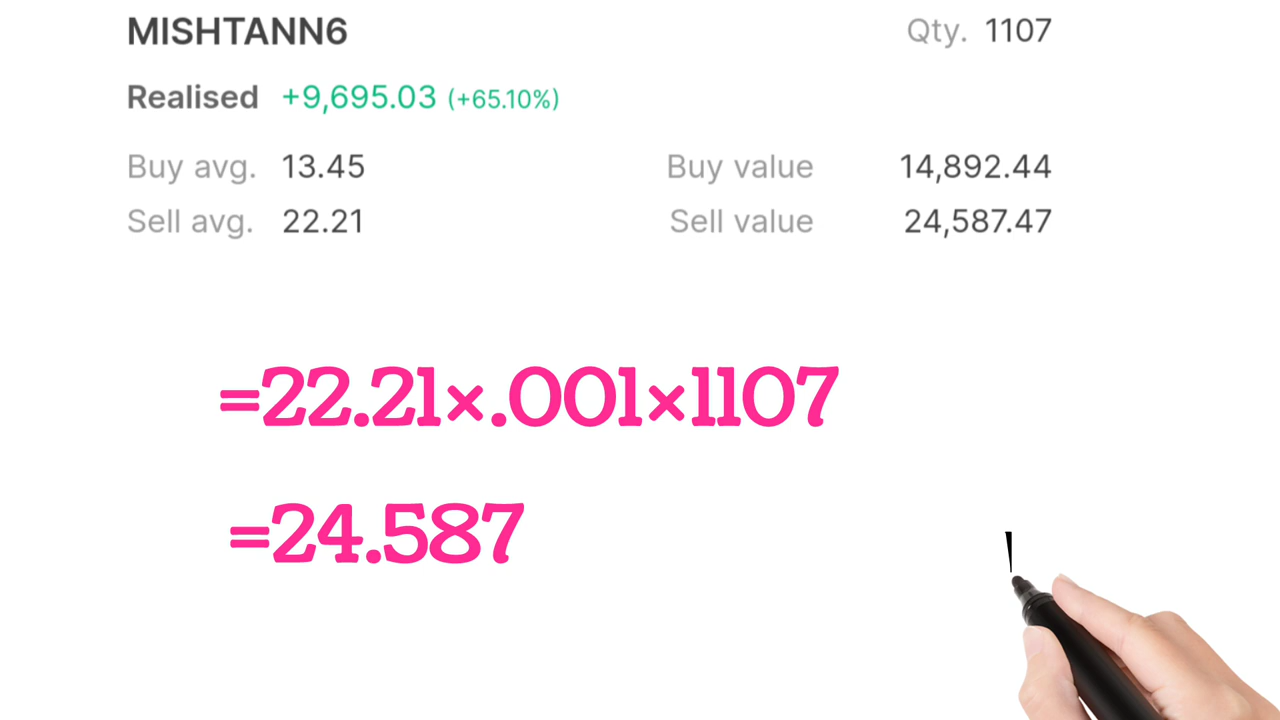 MISHTANN6 Qty. 1107
Realised +9,695.03 (+65.10%)
Buy avg. 13.45 Buy value 14,892.44
Sell avg. 22.21 Sell value 24,587.47
=22.21×.001×1107
=24.587